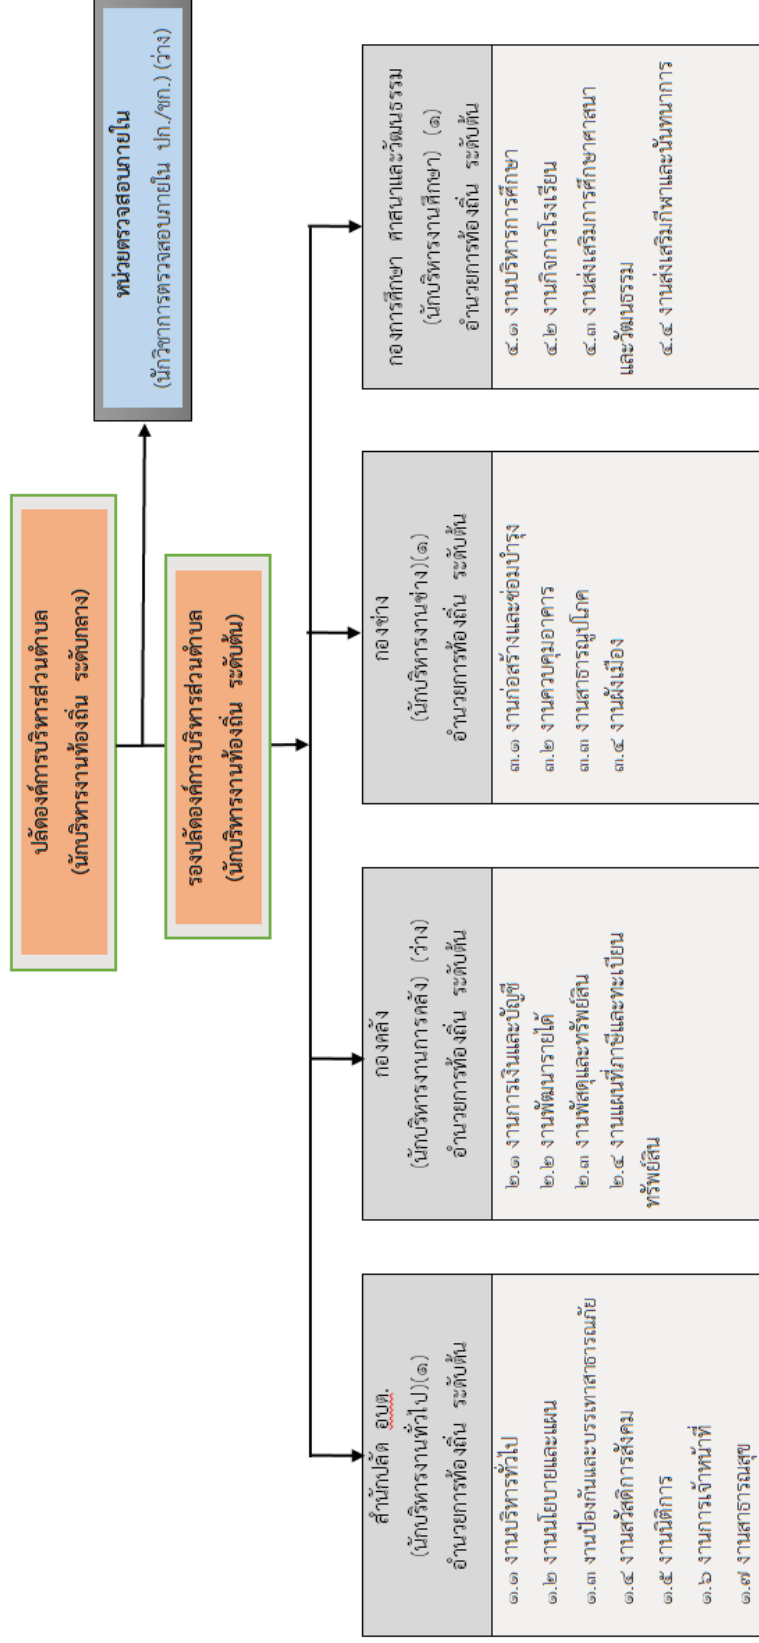 ปลัดองค์การบริหารส่วนตำบล
(นักบริหารงานท้องถิ่น ระดับกลาง)
หน่วยตรวจสอบภายใน
(นักวิชาการตรวจสอบภายใน ปก./ชก.) (ว่าง)
รองปลัดองค์การบริหารส่วนตำบล
(นักบริหารงานท้องถิ่น ระดับต้น)
สำนักปลัด อบต.
(นักบริหารงานทั่วไป)(๑)
อำนวยการท้องถิ่น ระดับต้น
๑.๑ งานบริหารทั่วไป
๑.๒ งานนโยบายและแผน
๑.๓ งานป้องกันและบรรเทาสาธารณภัย
๑.๔ งานสวัสดิการสังคม
๑.๕ งานนิติการ
๑.๖ งานการเจ้าหน้าที่
๑.๗ งานสาธารณสุข
กองคลัง
(นักบริหารงานการคลัง) (ว่าง)
อำนวยการท้องถิ่น ระดับต้น
๒.๑ งานการเงินและบัญชี
๒.๒ งานพัฒนารายได้
๒.๓ งานพัสดุและทรัพย์สิน
๒.๔ งานแผนที่ภาษีและทะเบียน
ทรัพย์สิน
กองช่าง
(นักบริหารงานช่าง)(๑)
อำนวยการท้องถิ่น ระดับต้น
๓.๑ งานก่อสร้างและซ่อมบำรุง
๓.๒ งานควบคุมอาคาร
๓.๓ งานสาธารณูปโภค
๓.๔ งานผังเมือง
กองการศึกษา ศาสนาและวัฒนธรรม
(นักบริหารงานศึกษา) (๑)
อำนวยการท้องถิ่น ระดับต้น
๔.๑ งานบริหารการศึกษา
๔.๒ งานกิจการโรงเรียน
๔.๓ งานส่งเสริมการศึกษาศาสนา
และวัฒนธรรม
๔.๔ งานส่งเสริมกีฬาและนันทนาการ